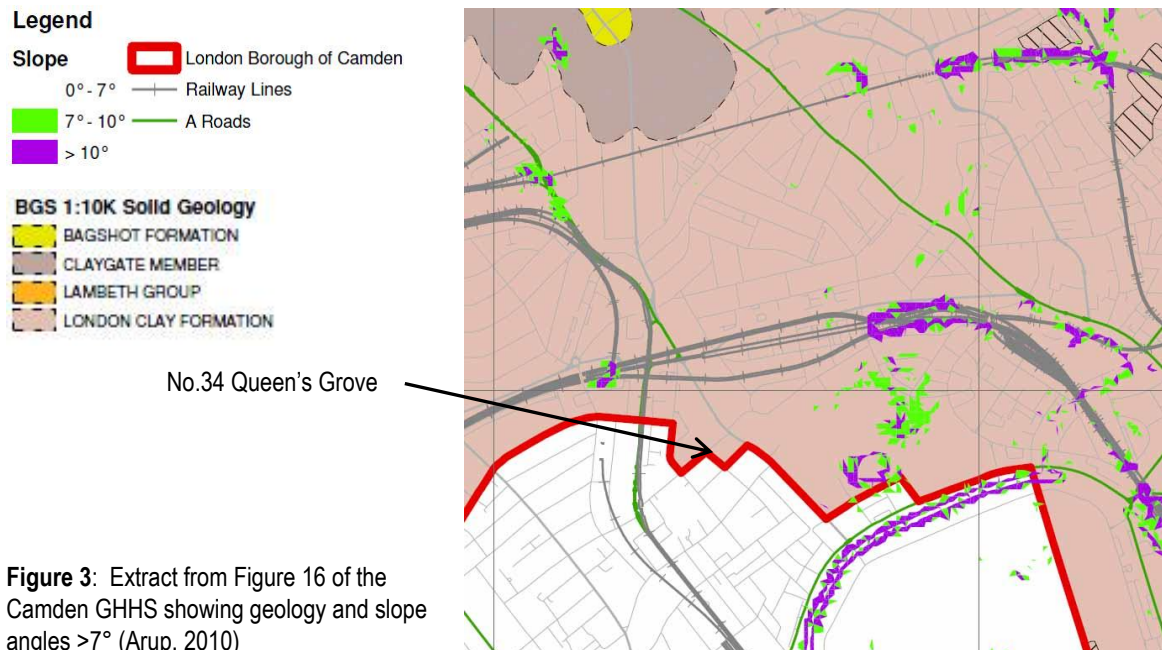 Legend
Slope
London Borough of Camden
0°- 7°
Railway Lines
7°- 10°
A Roads
> 10°
BGS 1:10K Solid Geology
BAGSHOT FORMATION
CLAYGATE MEMBER
LAMBETH GROUP
LONDON CLAY FORMATION
No.34 Queen's Grove
Figure 3: Extract from Figure 16 of the
Camden GHHS showing geology and slope
angles >7° (Arup, 2010)